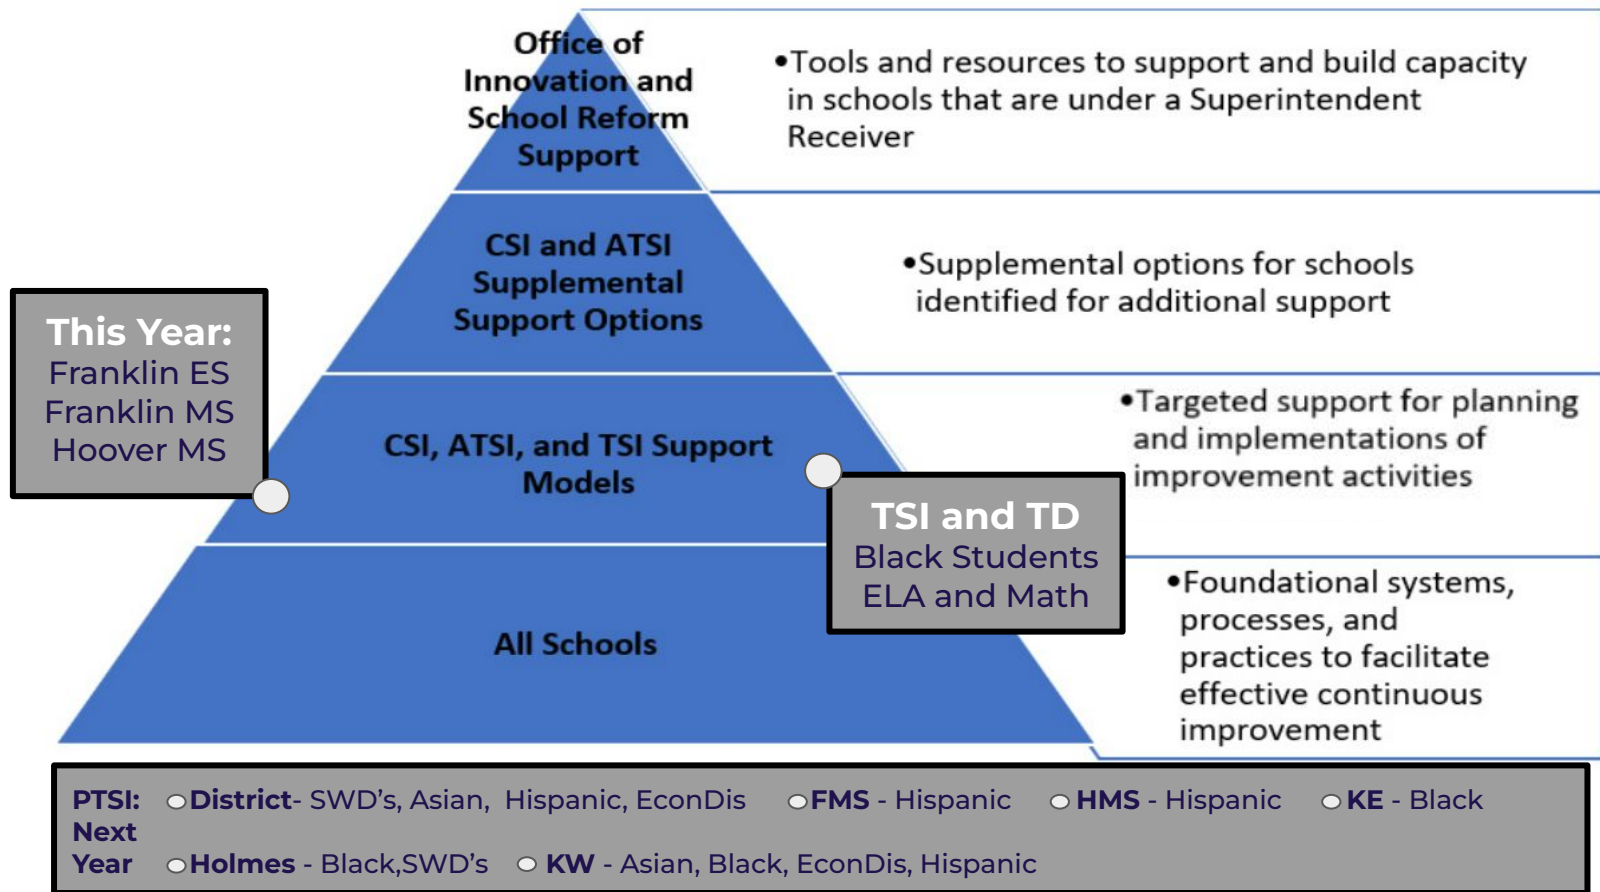 Office of
Innovation and
School Reform
Support
•Tools and resources to support and build capacity
in schools that are under a Superintendent
Receiver
CSI and ATSI
Supplemental
Support Options
•Supplemental options for schools
identified for additional support
This Year:
Franklin ES
Franklin MS
Hoover MS
CSI, ATSI, and TSI Support
Models
•Targeted support for planning
and implementations of
improvement activities
TSI and TD
Black Students
ELA and Math
All Schools
•Foundational systems,
processes, and
practices to facilitate
effective continuous
improvement
PTSI: District- SWD's, Asian, Hispanic, EconDis FMS - Hispanic HMS - Hispanic KE - Black
Next
Year Holmes - Black,SWD's KW - Asian, Black, EconDis, Hispanic